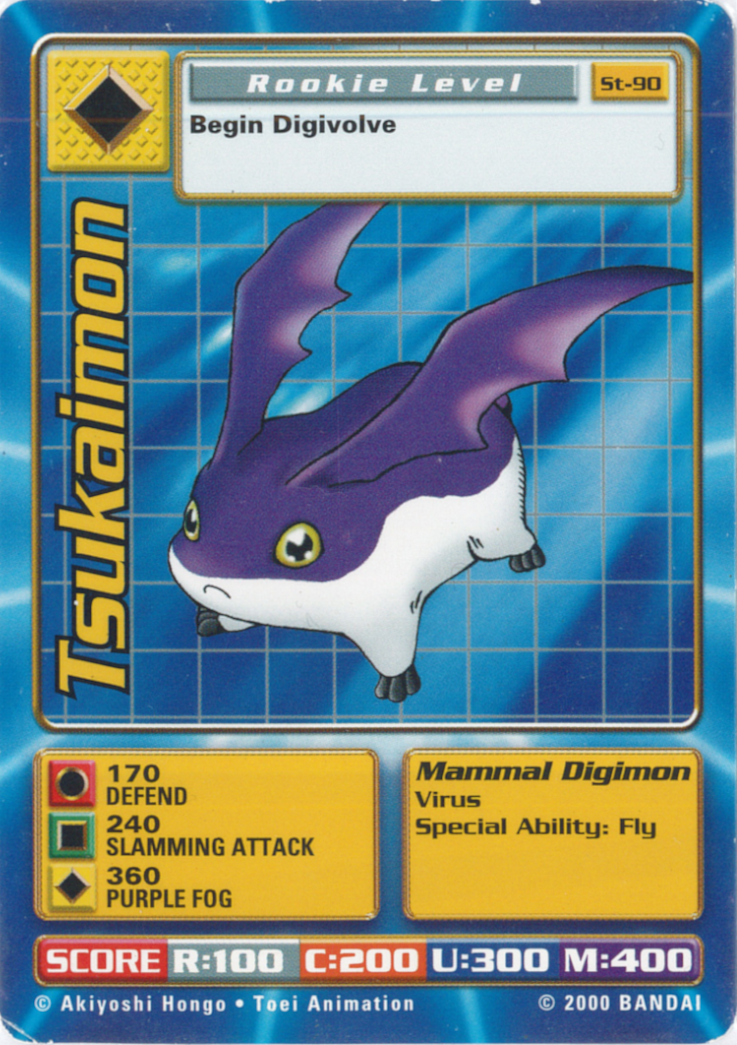 Rookie Level
St-90
Begin Digivolve
Tsukaimon
170
DEFEND
240
SLAMMING ATTACK
360
PURPLE FOG
Mammal Digimon
Virus
Special Ability: Fly
SCORE R:100 C:200 U:300 M:400
© Akiyoshi Hongo • Toei Animation
© 2000 BANDAI